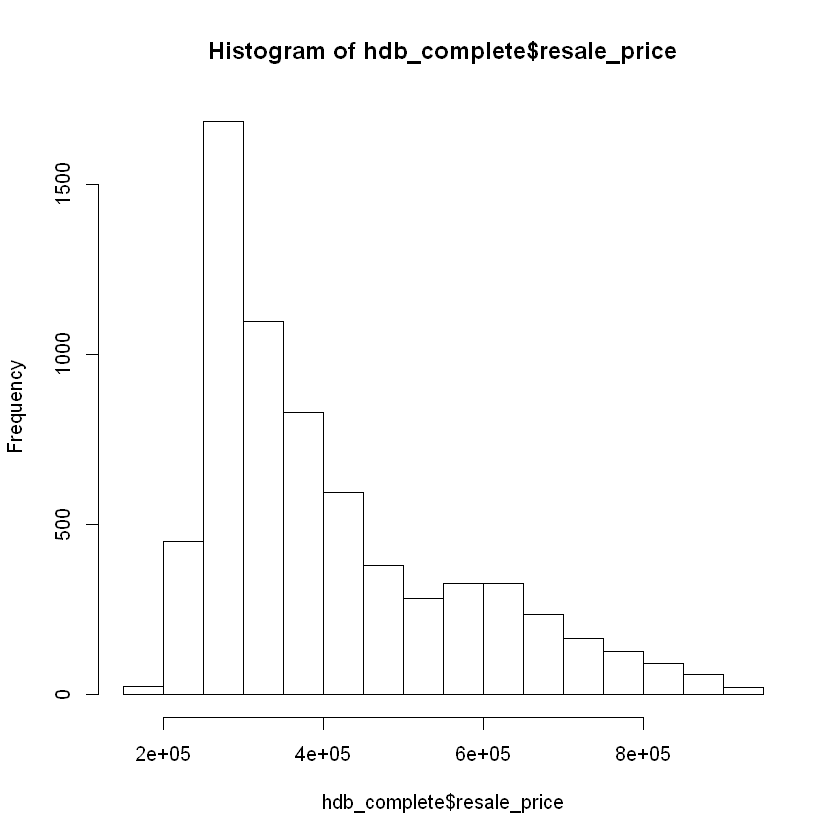 Histogram of hdb_complete$resale_price
1500
1000
500
0
Frequency
2e+05 4e+05 6e+05 8e+05
hdb_complete$resale_price